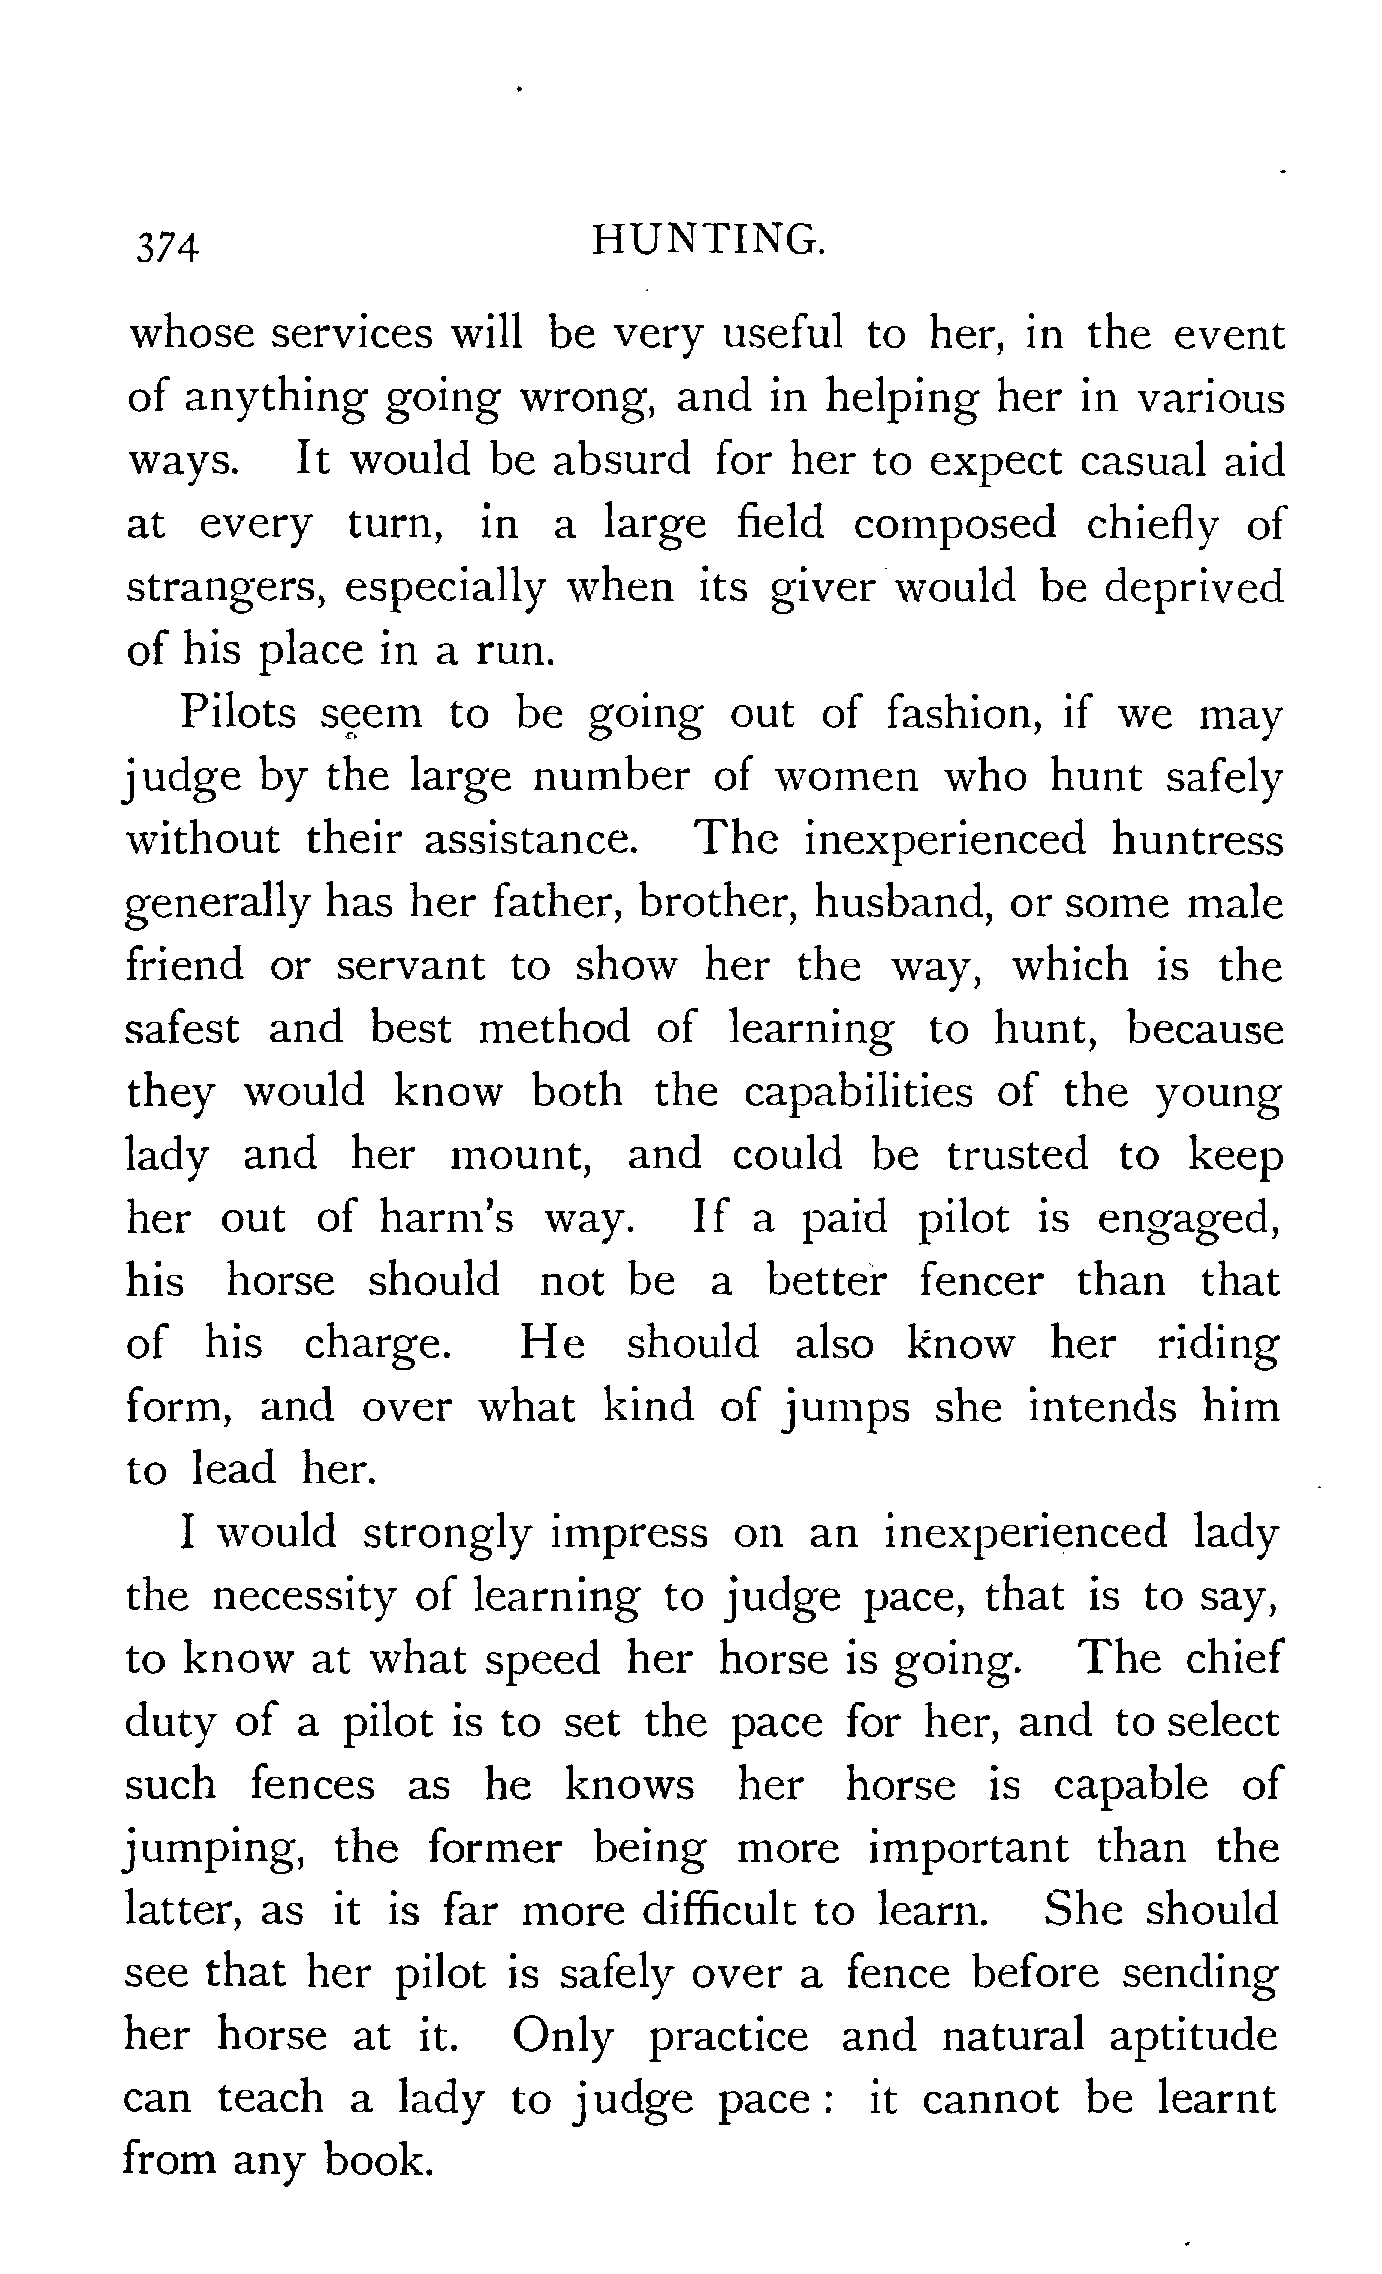 374 HUNTING.
whose services will be very useful to her, in the event
of anything going wrong, and in helping her in various
ways. It would be absurd for her to expect casual aid
at every turn, in a large field composed chiefly of
strangers, especially when its giver would be deprived
of his place in a run.
Pilots seem to be going out of fashion, if we may
judge by the large number of women who hunt safely
without their assistance. The inexperienced huntress
generally has her father, brother, husband, or some male
friend or servant to show her the way, which is the
safest and best method of learning to hunt, because
they would know both the capabilities of the young
lady and her mount, and could be trusted to keep
her out of harm's way. If a paid pilot is engaged,
his horse should not be a better fencer than that
of his charge. He should also know her riding
form, and over what kind of jumps she intends him
to lead her.
I would strongly impress on an inexperienced lady
the necessity of learning to judge pace, that is to say,
to know at what speed her horse is going. The chief
duty of a pilot is to set the pace for her, and to select
such fences as he knows her horse is capable of
jumping, the former being more important than the
latter, as it is far more difficult to learn. She should
see that her pilot is safely over a fence before sending
her horse at it. Only practice and natural aptitude
can teach a lady to judge pace : it cannot be learnt
from any book.